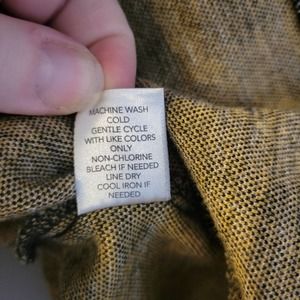 MACHINE WASH
COLD
GENTLE CYCLE
WITH LIKE COLORS
ONLY
NON-CHLORINE
BLEACH IF NEEDED
LINE DRY
COOL IRON IF
NEEDED